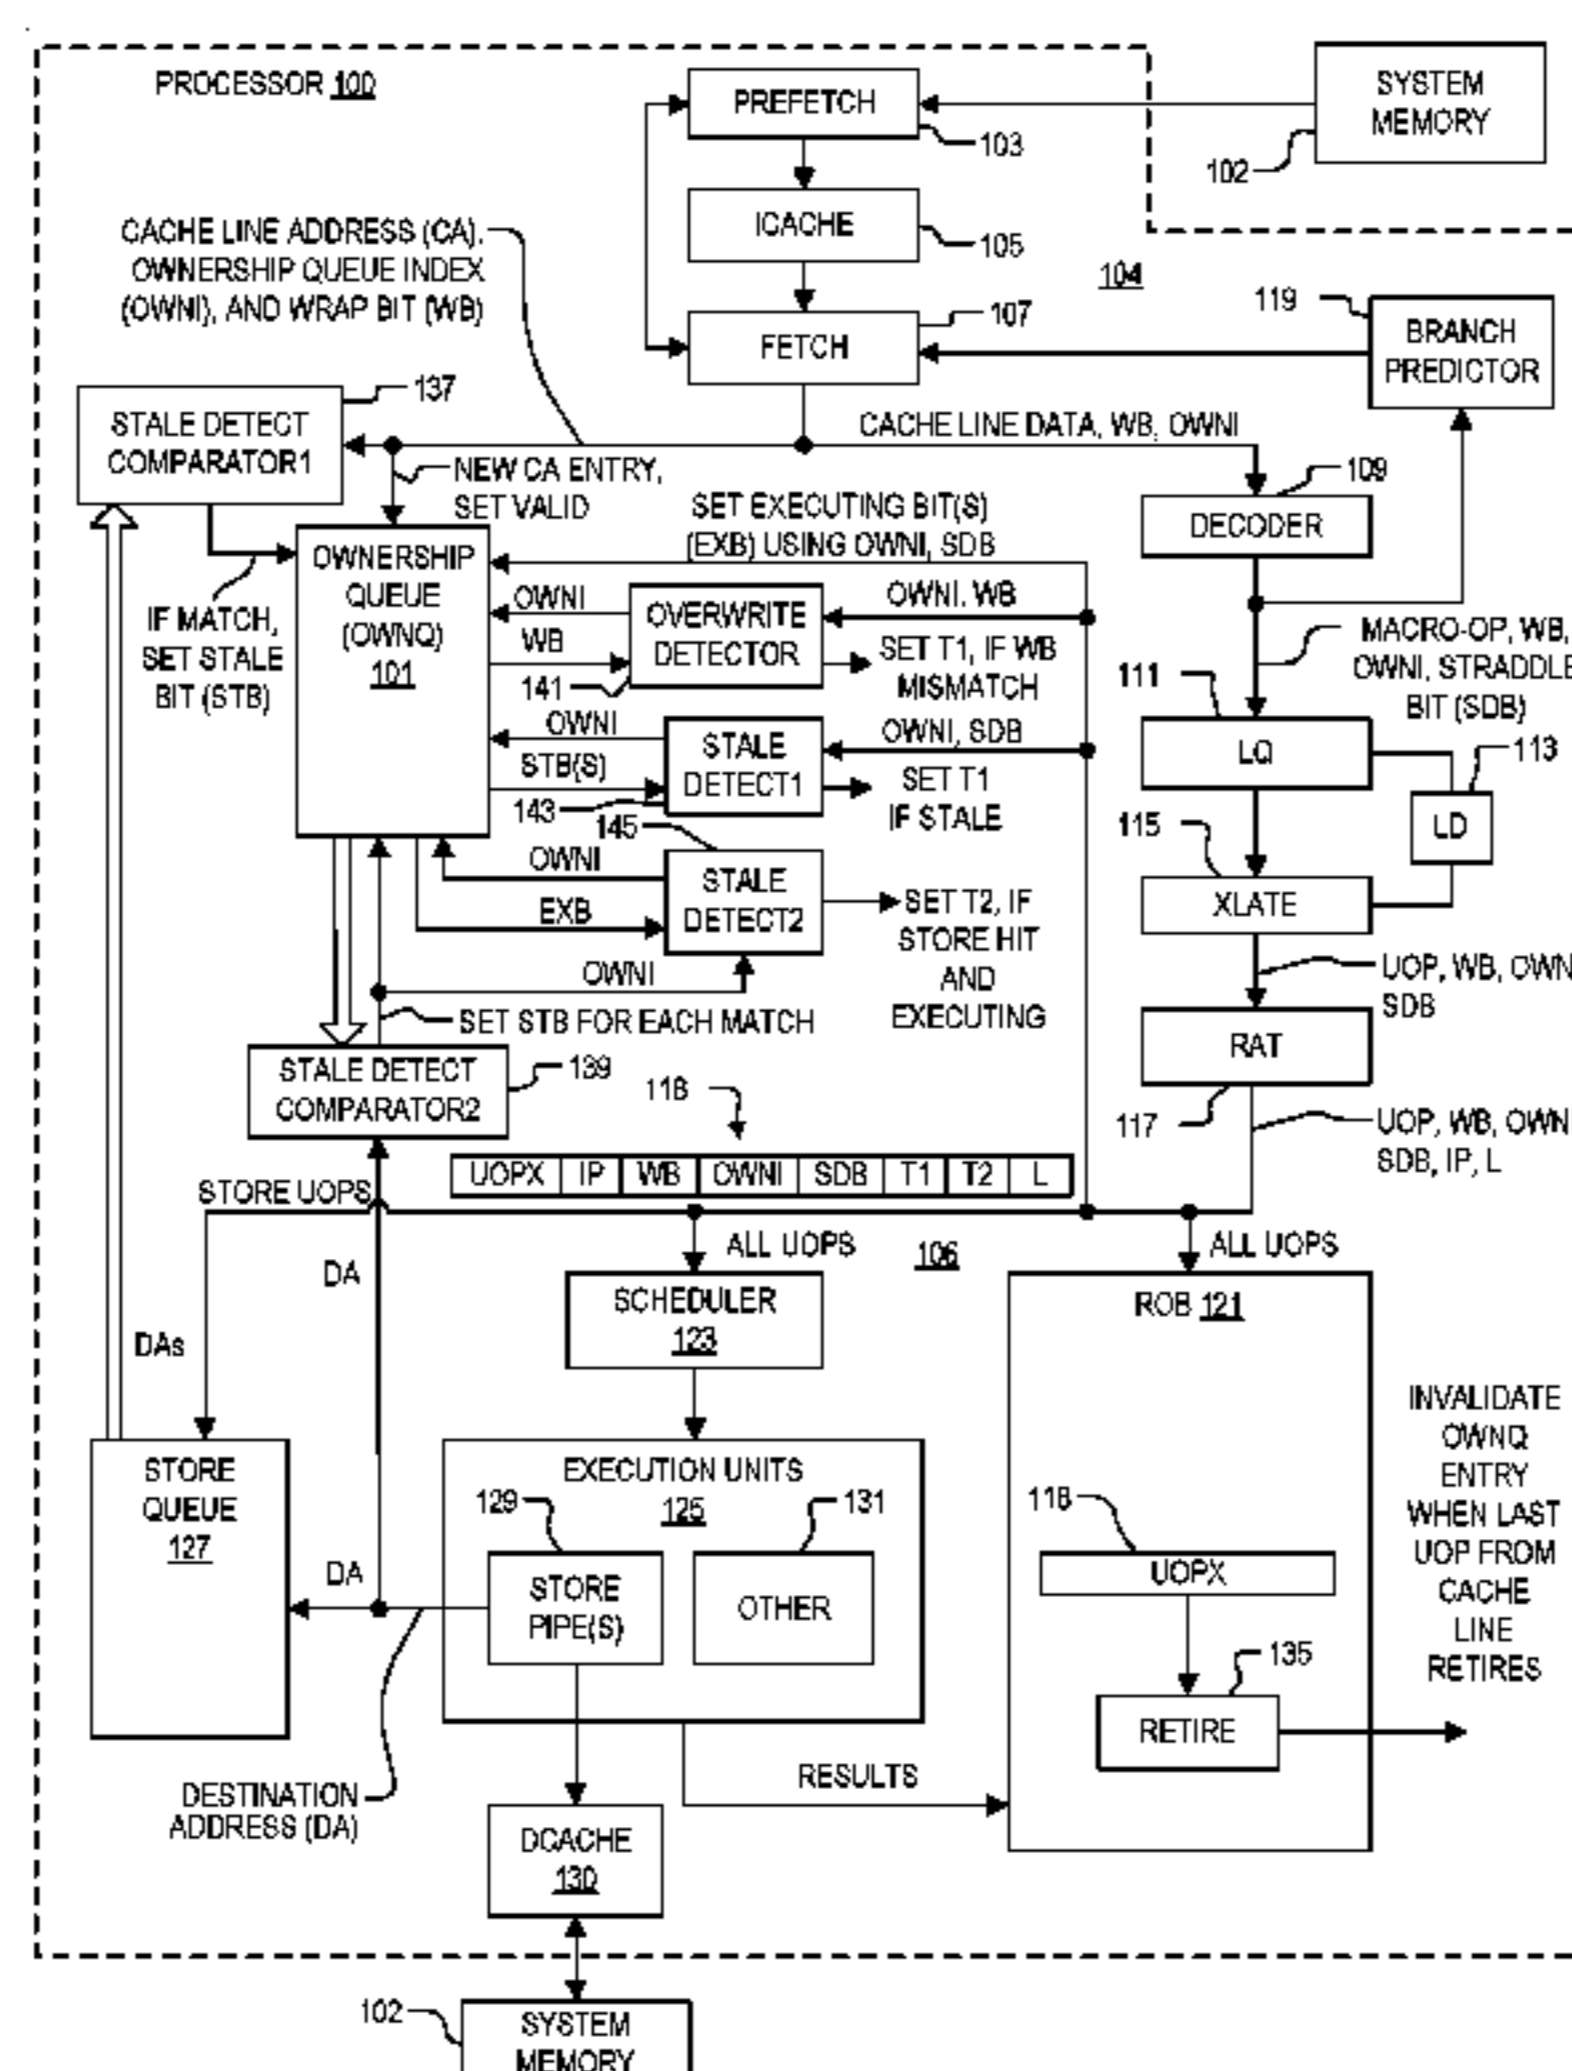 PROCESSOR 100
SYSTEM
MEMORY
102
PREFETCH
103
ICACHE
105
104
CACHE LINE ADDRESS (CA),
OWNERSHIP QUEUE INDEX
(OWNI), AND WRAP BIT (WB)
FETCH
107
119
BRANCH
PREDICTOR
137
STALE DETECT
COMPARATOR1
CACHE LINE DATA, WB, OWNI
NEW CA ENTRY,
SET VALID
109
DECODER
SET EXECUTING BIT(S)
(EXB) USING OWNI, SDB
OWNERSHIP
QUEUE
(OWNQ)
101
IF MATCH,
SET STALE
BIT (STB)
OWNI
WB
OVERWRITE
DETECTOR
141
OWNI, WB
SET T1, IF WB
MISMATCH
MACRO-OP, WB,
OWNI, STRADDLE
BIT (SDB)
111
LQ
113
LD
OWNI
STB(S)
STALE
DETECT1
143
OWNI, SDB
SET T1
IF STALE
145
OWNI
EXB
STALE
DETECT2
SET T2, IF
STORE HIT
AND
EXECUTING
115
XLATE
UOP, WB, OWN
SDB
OWNI
SET STB FOR EACH MATCH
STALE DETECT
COMPARATOR2
139
RAT
117
UOP, WB, OWN
SDB, IP, L
118
UOPX IP WB OWNI SDB T1 T2 L
STORE UOPS
ALL UOPS
106
ALL UOPS
DA
DAs
SCHEDULER
123
ROB 121
STORE
QUEUE
127
EXECUTION UNITS
125
129
131
STORE
PIPE(S)
OTHER
DA
118
UOPX
135
RETIRE
INVALIDATE
OWNQ
ENTRY
WHEN LAST
UOP FROM
CACHE
LINE
RETIRES
DESTINATION
ADDRESS (DA)
RESULTS
DCACHE
130
102
SYSTEM
MEMORY